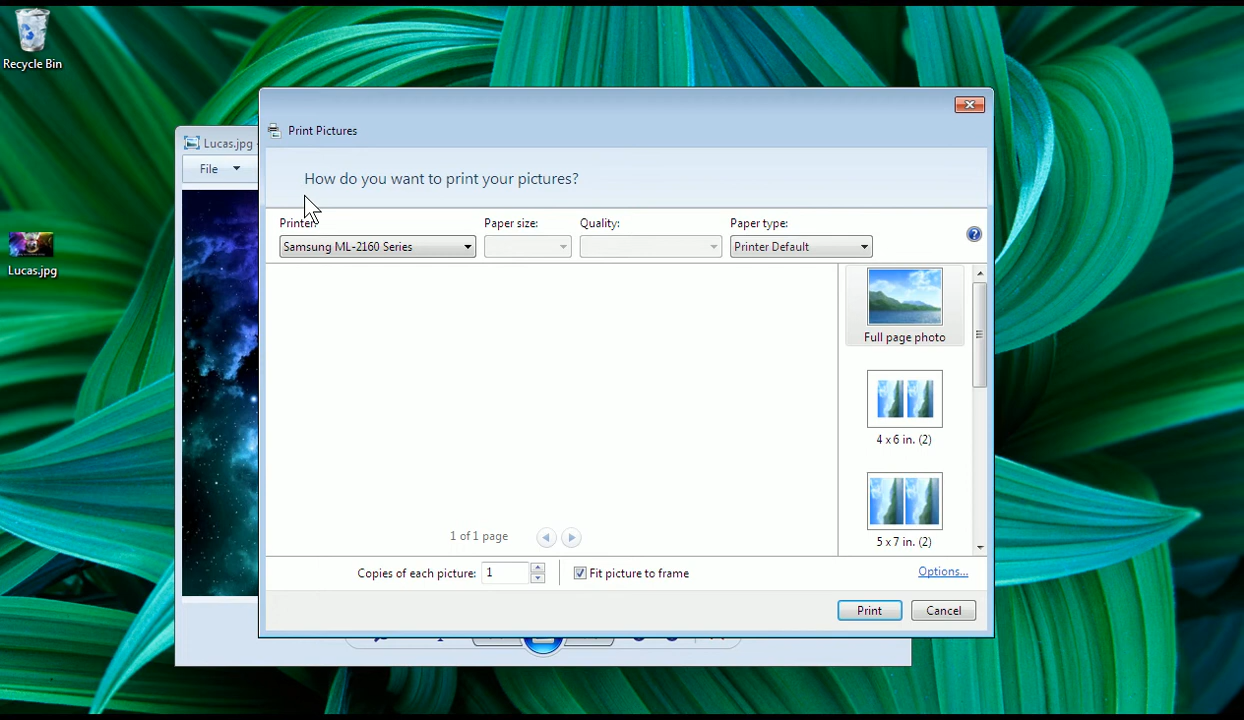 Recycle Bin
Print Pictures
Lucas.jpg
File
How do you want to print your pictures?
Printer: Paper size: Quality: Paper type:
Samsung ML-2160 Series Printer Default
Lucas.jpg
Full page photo
4 x 6 in. (2)
5 x 7 in. (2)
1 of 1 page
Copies of each picture: 1 Fit picture to frame Options...
Print Cancel